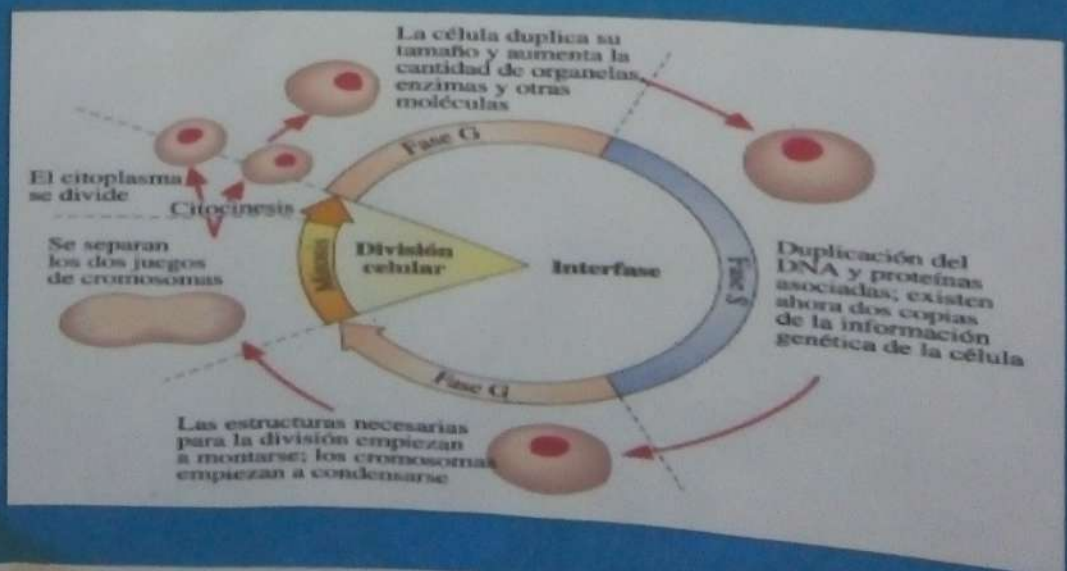 La célula duplica su
tamaño y aumenta la
cantidad de organelas,
enzimas y otras
moléculas
Fase G
El citoplasma
se divide
Citocinesis
Se separan
los dos juegos
de cromosomas
Mitosis
División
celular
Interfase
Fase S
Duplicación del
DNA y proteínas
asociadas; existen
ahora dos copias
de la información
genética de la célula
Fase G
Las estructuras necesarias
para la división empiezan
a montarse; los cromosomas
empiezan a condensarse